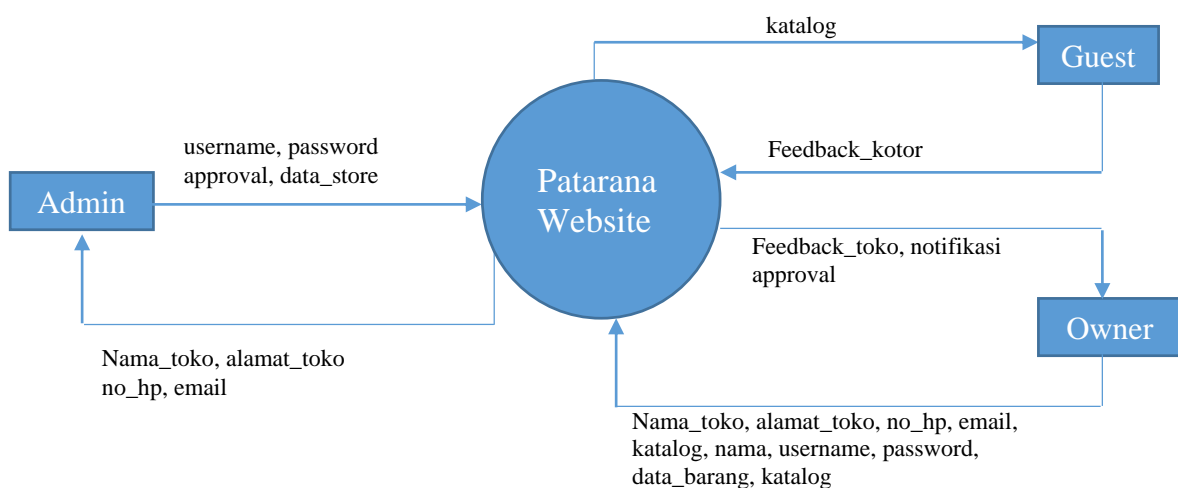 katalog
Guest
username, password
approval, data_store
Feedback_kotor
Admin
Patarana
Website
Feedback_toko, notifikasi
approval
Owner
Nama_toko, alamat_toko
no_hp, email
Nama_toko, alamat_toko, no_hp, email,
katalog, nama, username, password,
data_barang, katalog